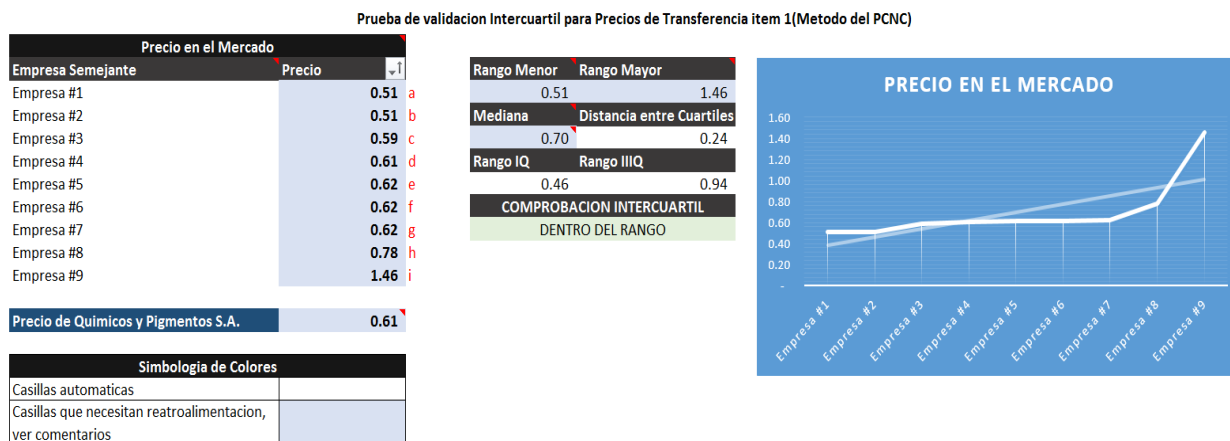 Prueba de validacion Intercuartil para Precios de Transferencia item 1(Metodo del PCNC)
Precio en el Mercado
Empresa Semejante Precio
Empresa #1 0.51 a
Empresa #2 0.51 b
Empresa #3 0.59 c
Empresa #4 0.61 d
Empresa #5 0.62 e
Empresa #6 0.62 f
Empresa #7 0.62 g
Empresa #8 0.78 h
Empresa #9 1.46 i
Precio de Quimicos y Pigmentos S.A. 0.61
Simbologia de Colores
Casillas automaticas
Casillas que necesitan reatroalimentacion,
ver comentarios
Rango Menor Rango Mayor
0.51 1.46
Mediana Distancia entre Cuartiles
0.70 0.24
Rango IQ Rango IIIQ
0.46 0.94
COMPROBACION INTERCUARTIL
DENTRO DEL RANGO
PRECIO EN EL MERCADO
1.60
1.40
1.20
1.00
0.80
0.60
0.40
0.20
-
Empresa #1
Empresa #2
Empresa #3
Empresa #4
Empresa #5
Empresa #6
Empresa #7
Empresa #8
Empresa #9